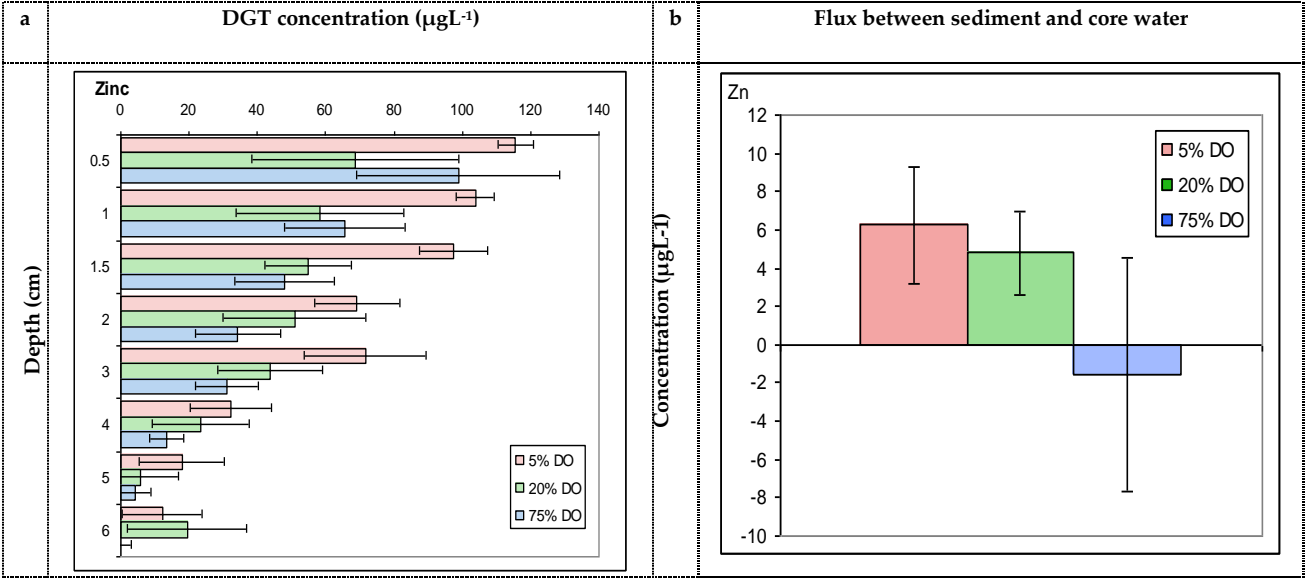 a
DGT concentration (µgL-1)
b
Flux between sediment and core water
Depth (cm)
Zinc
0 20 40 60 80 100 120 140
0.5
1
1.5
2
3
4
5
6
5% DO
20% DO
75% DO
Concentration (µgL-1)
Zn
12
10
8
6
4
2
0
-2
-4
-6
-8
-10
5% DO
20% DO
75% DO